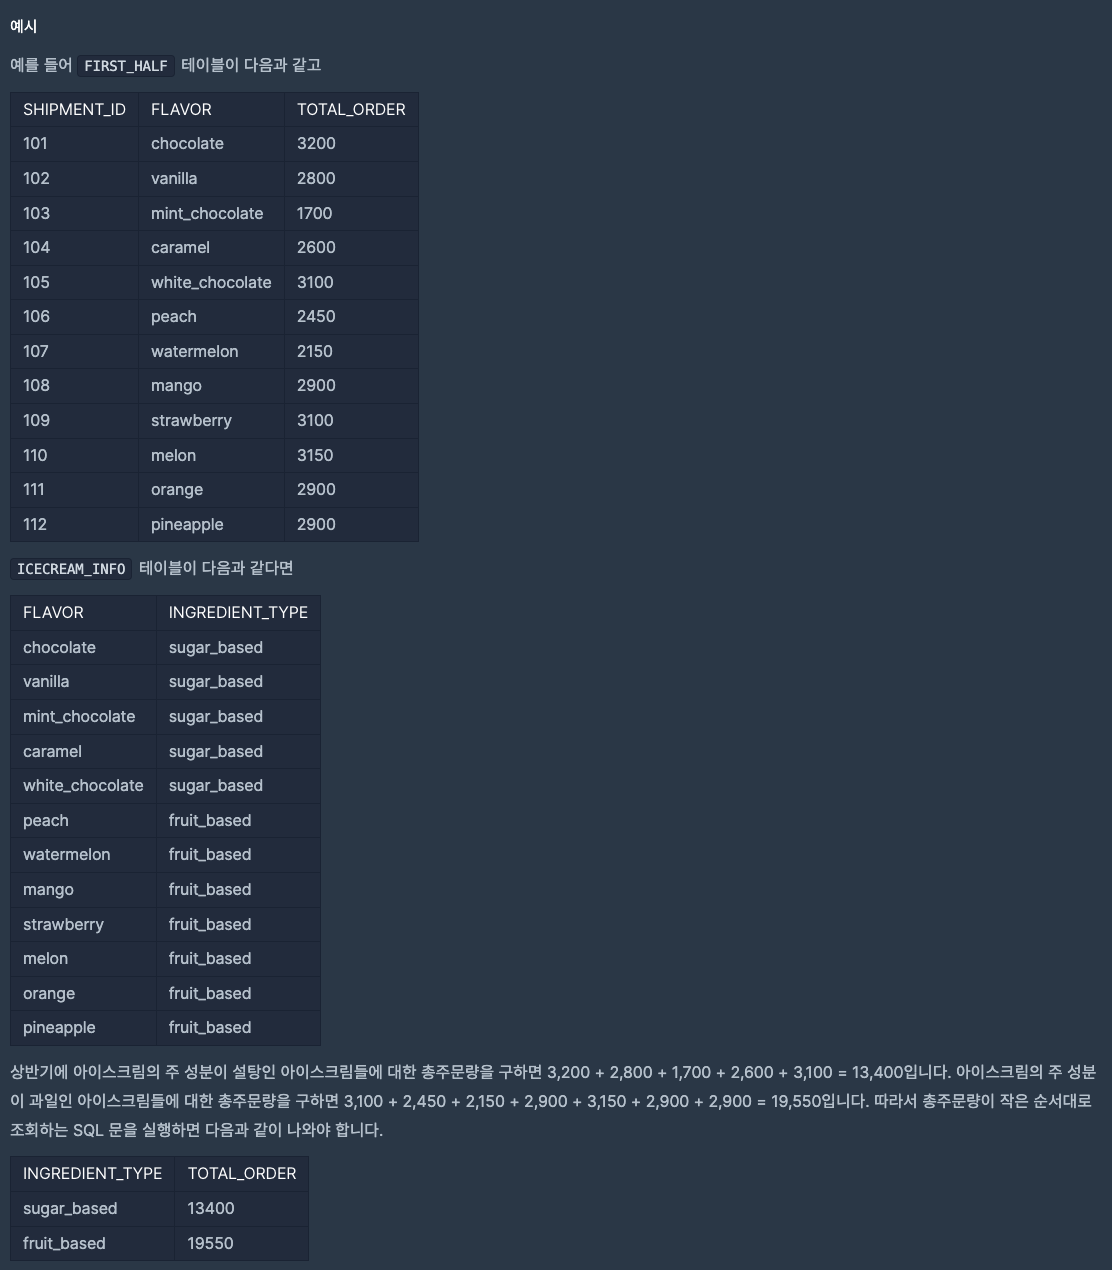 예시
예를 들어 FIRST_HALF 테이블이 다음과 같고
SHIPMENT_ID FLAVOR TOTAL_ORDER
101 chocolate 3200
102 vanilla 2800
103 mint_chocolate 1700
104 caramel 2600
105 white_chocolate 3100
106 peach 2450
107 watermelon 2150
108 mango 2900
109 strawberry 3100
110 melon 3150
111 orange 2900
112 pineapple 2900
ICECREAM_INFO 테이블이 다음과 같다면
FLAVOR INGREDIENT_TYPE
chocolate sugar_based
vanilla sugar_based
mint_chocolate sugar_based
caramel sugar_based
white_chocolate sugar_based
peach fruit_based
watermelon fruit_based
mango fruit_based
strawberry fruit_based
melon fruit_based
orange fruit_based
pineapple fruit_based
상반기에 아이스크림의 주 성분이 설탕인 아이스크림들에 대한 총주문량을 구하면 3,200 + 2,800 + 1,700 + 2,600 + 3,100 = 13,400입니다. 아이스크림의 주 성분
이 과일인 아이스크림들에 대한 총주문량을 구하면 3,100 + 2,450 + 2,150 + 2,900 + 3,150 + 2,900 + 2,900 = 19,550입니다. 따라서 총주문량이 작은 순서대로
조회하는 SQL 문을 실행하면 다음과 같이 나와야 합니다.
INGREDIENT_TYPE TOTAL_ORDER
sugar_based 13400
fruit_based 19550